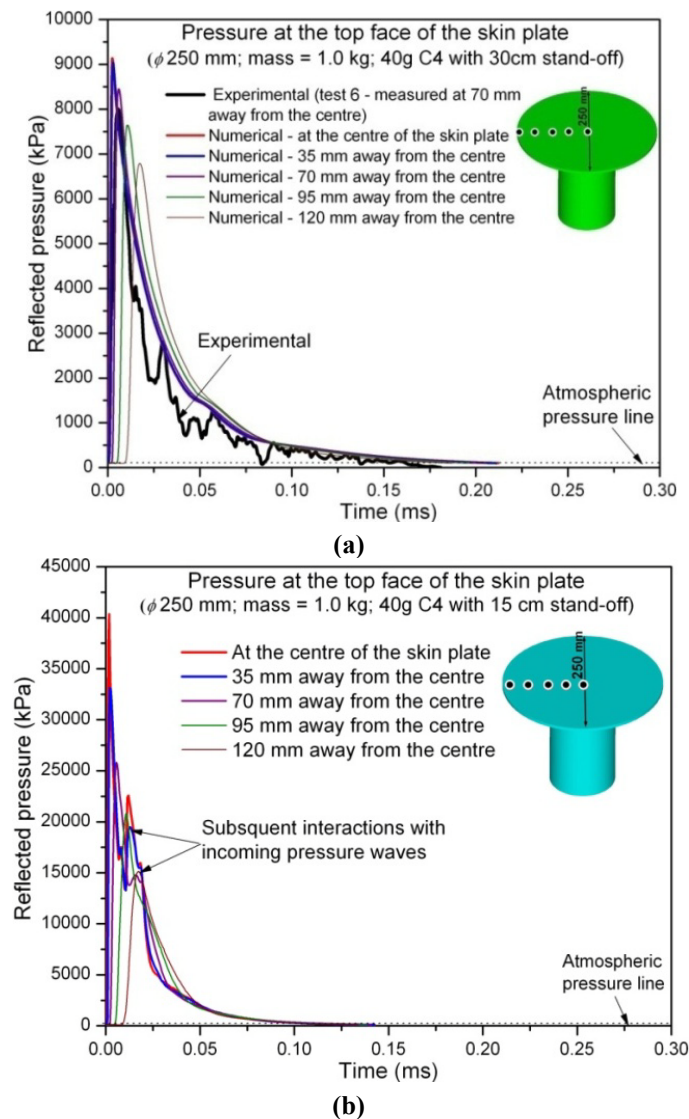 Pressure at the top face of the skin plate
(ϕ250 mm; mass = 1.0 kg; 40g C4 with 30cm stand-off)
Experimental (test 6 - measured at 70 mm
away from the centre)
Numerical - at the centre of the skin plate
Numerical - 35 mm away from the centre
Numerical - 70 mm away from the centre
Numerical - 95 mm away from the centre
Numerical - 120 mm away from the centre
250 mm
Experimental
Atmospheric
pressure line
Reflected pressure (kPa)
10000
9000
8000
7000
6000
5000
4000
3000
2000
1000
0
0.00 0.05 0.10 0.15 0.20 0.25 0.30
Time (ms)
(a)
Pressure at the top face of the skin plate
(ϕ250 mm; mass = 1.0 kg; 40g C4 with 15 cm stand-off)
At the centre of the skin plate
35 mm away from the centre
70 mm away from the centre
95 mm away from the centre
120 mm away from the centre
250 mm
Subsquent interactions with
incoming pressure waves
Atmospheric
pressure line
Reflected pressure (kPa)
45000
40000
35000
30000
25000
20000
15000
10000
5000
0
0.00 0.05 0.10 0.15 0.20 0.25 0.30
Time (ms)
(b)